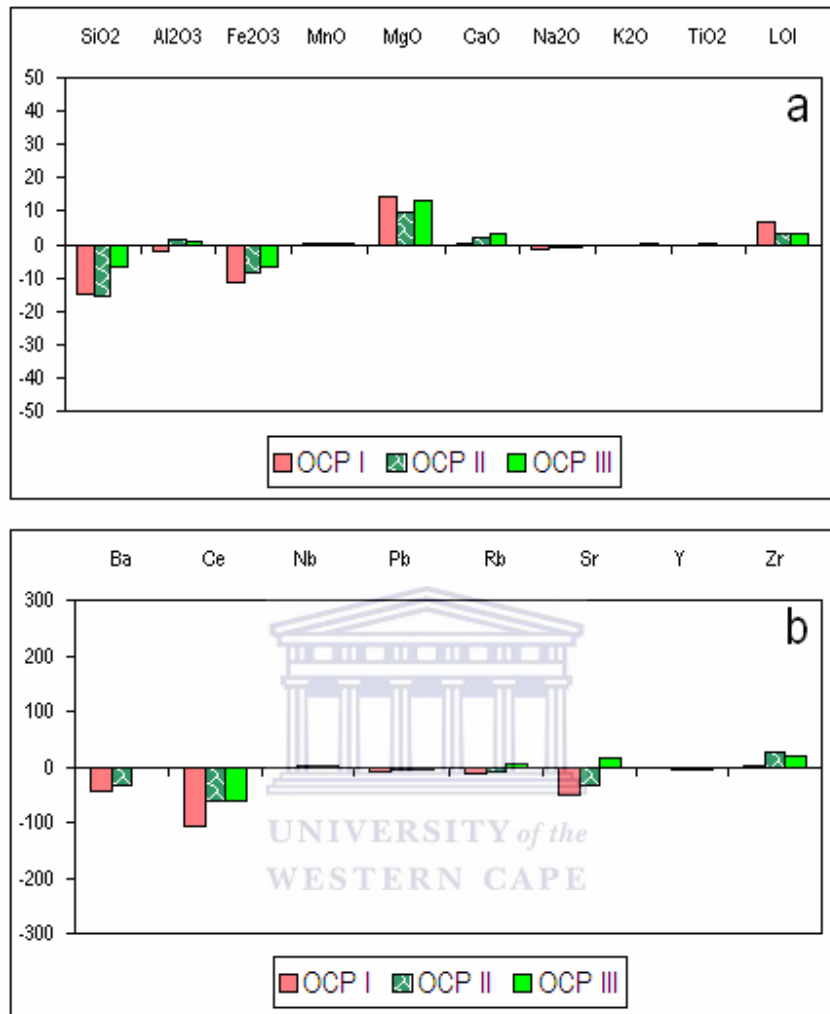 SiO2 Al2O3 Fe2O3 MnO MgO CaO Na2O K2O TiO2 LOI
50
40
30
20
10
0
-10
-20
-30
-40
-50
a
OCP I OCP II OCP III
Ba Ce Nb Pb Rb Sr Y Zr
300
200
100
0
-100
-200
-300
b
UNIVERSITY of the
WESTERN CAPE
OCP I OCP II OCP III